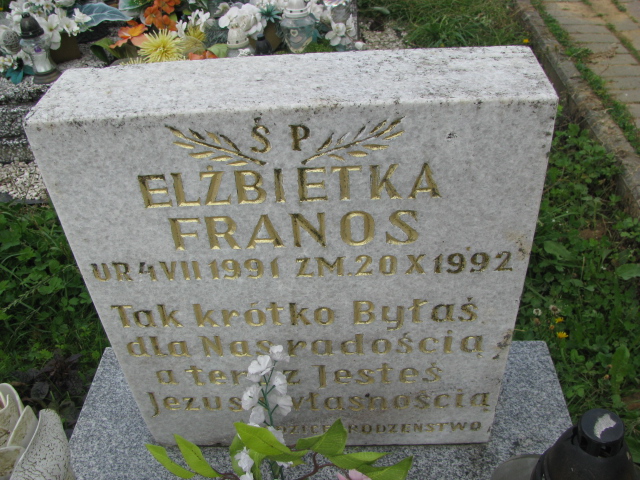 Ś P
ELŻBIETKA
FRANOS
UR 4 VII 1991 ZM. 20 X 1992
Tak krótko Byłaś
dla Nas radością
a teraz Jesteś
Jezusa własnością
RODZEŃSTWO